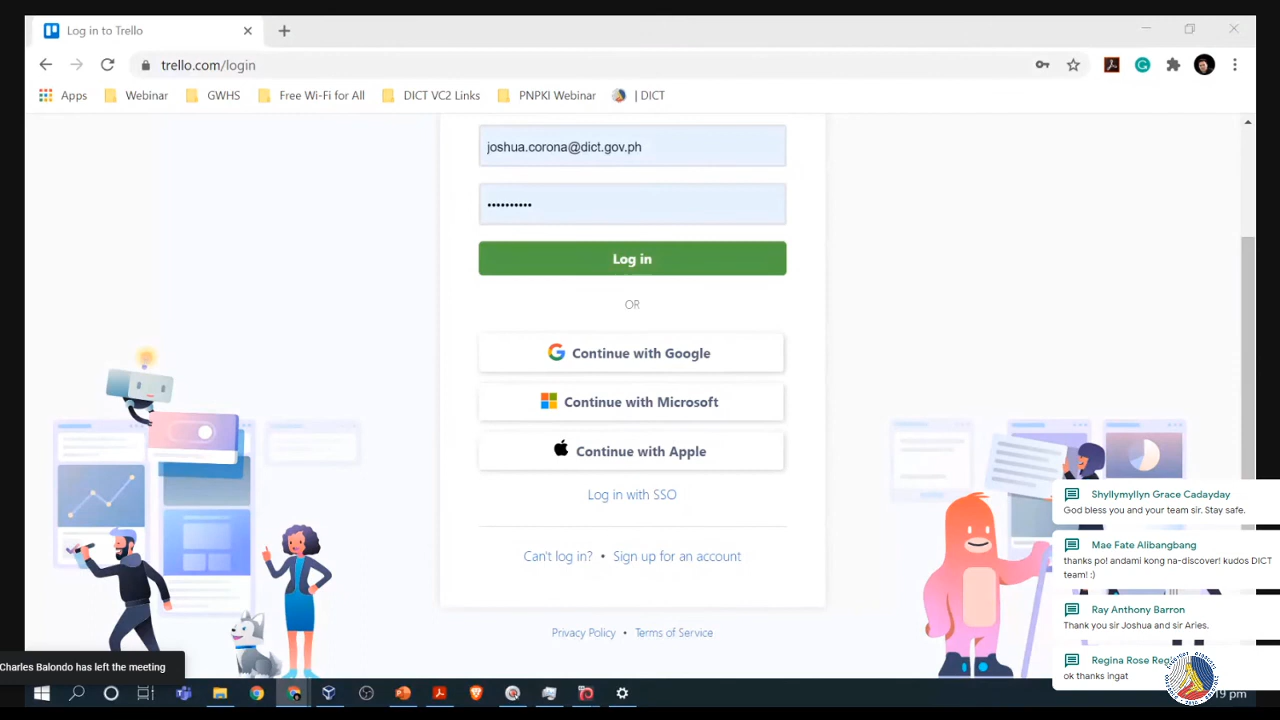 Log in to Trello
trello.com/login
Apps
Webinar
GWHS
Free Wi-Fi for All
DICT VC2 Links
PNPKI Webinar
| DICT
joshua.corona@dict.gov.ph
••••••••••
Log in
OR
Continue with Google
Continue with Microsoft
Continue with Apple
Log in with SSO
Can't log in? • Sign up for an account
Privacy Policy • Terms of Service
Shyllymyllyn Grace Cadayday
God bless you and your team sir. Stay safe.
Mae Fate Alibangbang
thanks po! andami kong na-discover! kudos DICT
team! :)
Ray Anthony Barron
Thank you sir Joshua and sir Aries.
Regina Rose
ok thanks ingat
Charles Balondo has left the meeting
pm